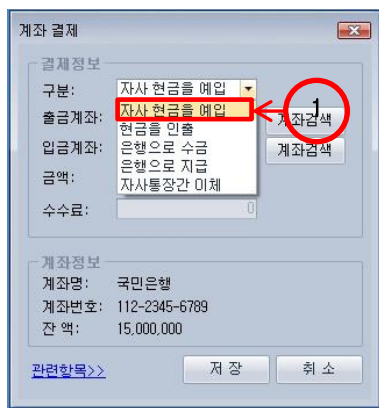 계좌 결제
결제정보
구분: 자사 현금을 예입
자사 현금을 예입
출금계좌: 계좌검색
현금을 인출
입금계좌: 은행으로 수금 계좌검색
은행으로 지급
금액: 자사통장간 이체
수수료: 0
1
계좌정보
계좌명: 국민은행
계좌번호: 112-2345-6789
잔 액: 15,000,000
관련항목>> 저 장 취 소